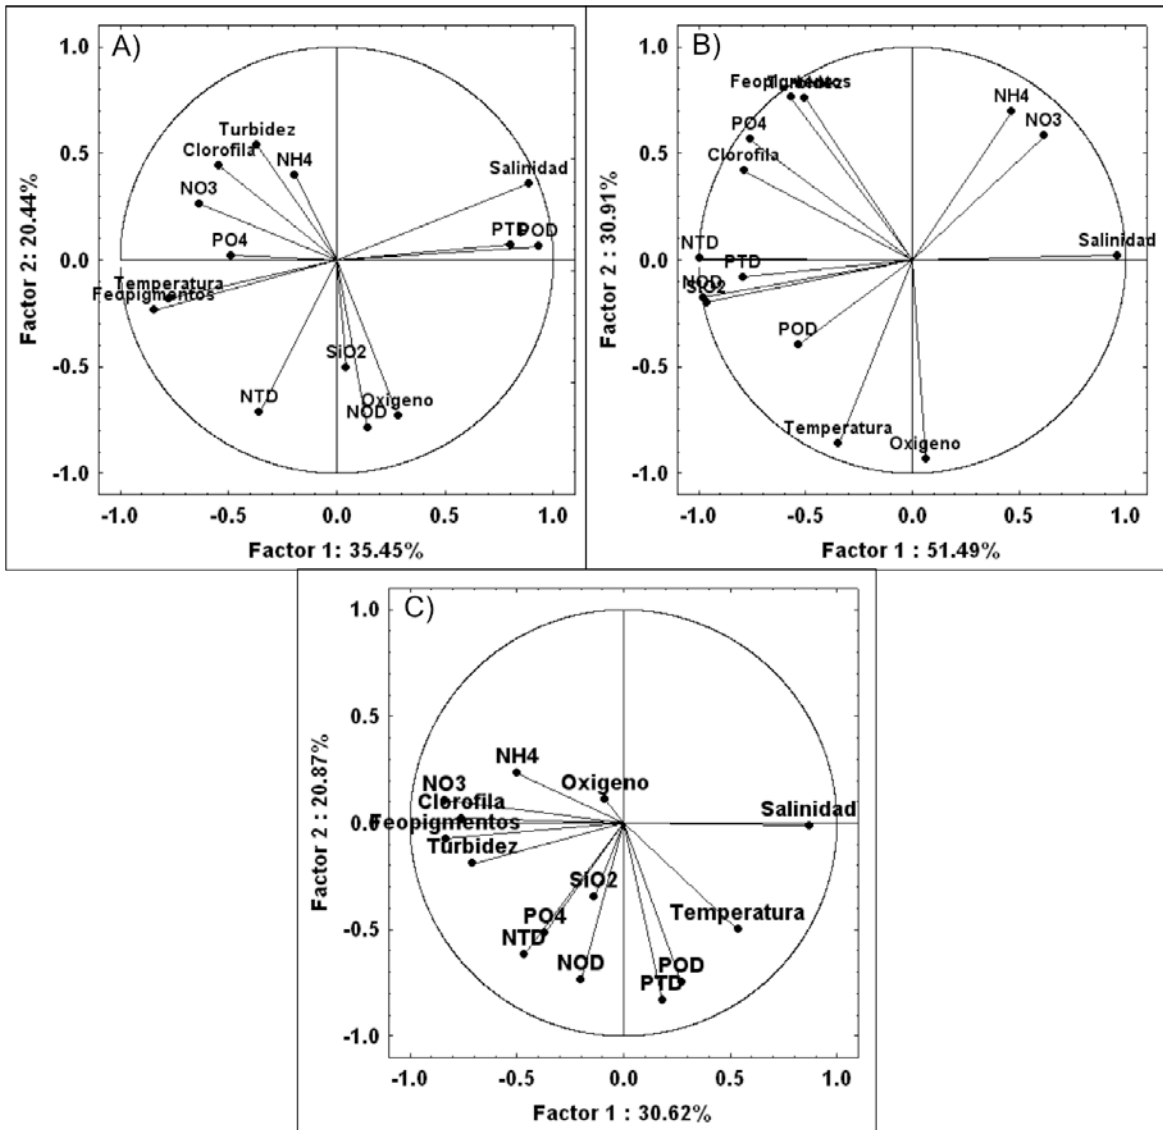 A)
1.0
Turbidez
Clorofila
NH4
0.5
NO3
Salinidad
PO4
PTD
POD
0.0
Temperatura
Feopigmentos
SiO2
-0.5
NTD
NOD
Oxigeno
-1.0
-1.0 -0.5 0.0 0.5 1.0
Factor 1: 35.45%
Factor 2: 20.44%
B)
1.0
Feopigmentos
NH4
PO4
NO3
0.5
Clorofila
NTD
PTD
Salinidad
0.0
NOD
SiO2
POD
-0.5
Temperatura
Oxigeno
-1.0
-1.0 -0.5 0.0 0.5 1.0
Factor 1 : 51.49%
Factor 2 : 30.91%
C)
1.0
0.5
NH4
Oxigeno
NO3
Clorofila
Salinidad
0.0
Feopigmentos
Turbidez
SiO2
PO4
Temperatura
-0.5
NTD
NOD
POD
PTD
-1.0
-1.0 -0.5 0.0 0.5 1.0
Factor 1 : 30.62%
Factor 2 : 20.87%